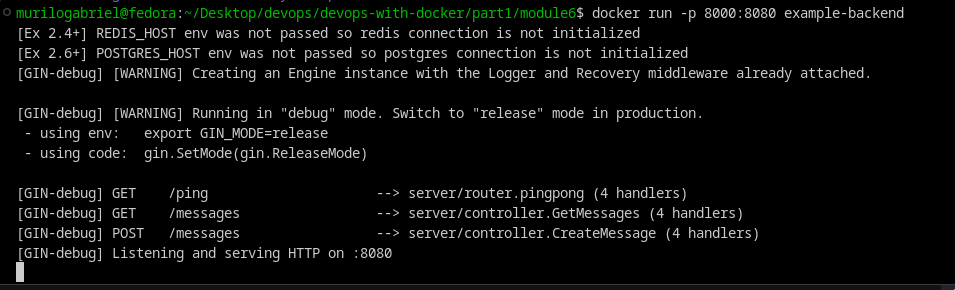 murilogabriel@fedora:~/Desktop/devops/devops-with-docker/part1/module6$ docker run -p 8000:8080 example-backend
[Ex 2.4+] REDIS_HOST env was not passed so redis connection is not initialized
[Ex 2.6+] POSTGRES_HOST env was not passed so postgres connection is not initialized
[GIN-debug] [WARNING] Creating an Engine instance with the Logger and Recovery middleware already attached.

[GIN-debug] [WARNING] Running in "debug" mode. Switch to "release" mode in production.
 - using env:   export GIN_MODE=release
 - using code:  gin.SetMode(gin.ReleaseMode)

[GIN-debug] GET    /ping                     --> server/router.pingpong (4 handlers)
[GIN-debug] GET    /messages                 --> server/controller.GetMessages (4 handlers)
[GIN-debug] POST   /messages                 --> server/controller.CreateMessage (4 handlers)
[GIN-debug] Listening and serving HTTP on :8080